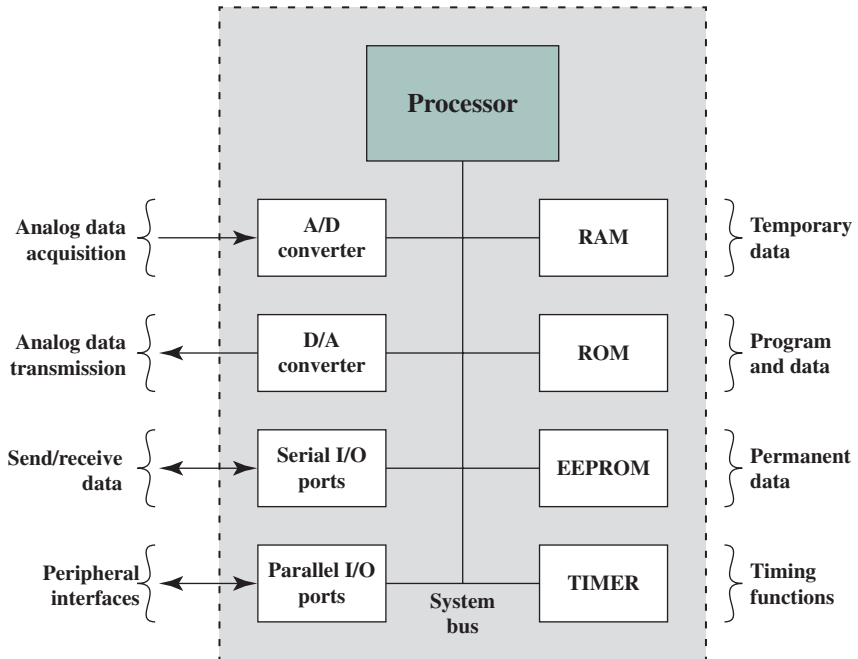 Processor
Analog data
acquisition
A/D
converter
RAM
Temporary
data
Analog data
transmission
D/A
converter
ROM
Program
and data
Send/receive
data
Serial I/O
ports
EEPROM
Permanent
data
Peripheral
interfaces
Parallel I/O
ports
System
bus
TIMER
Timing
functions